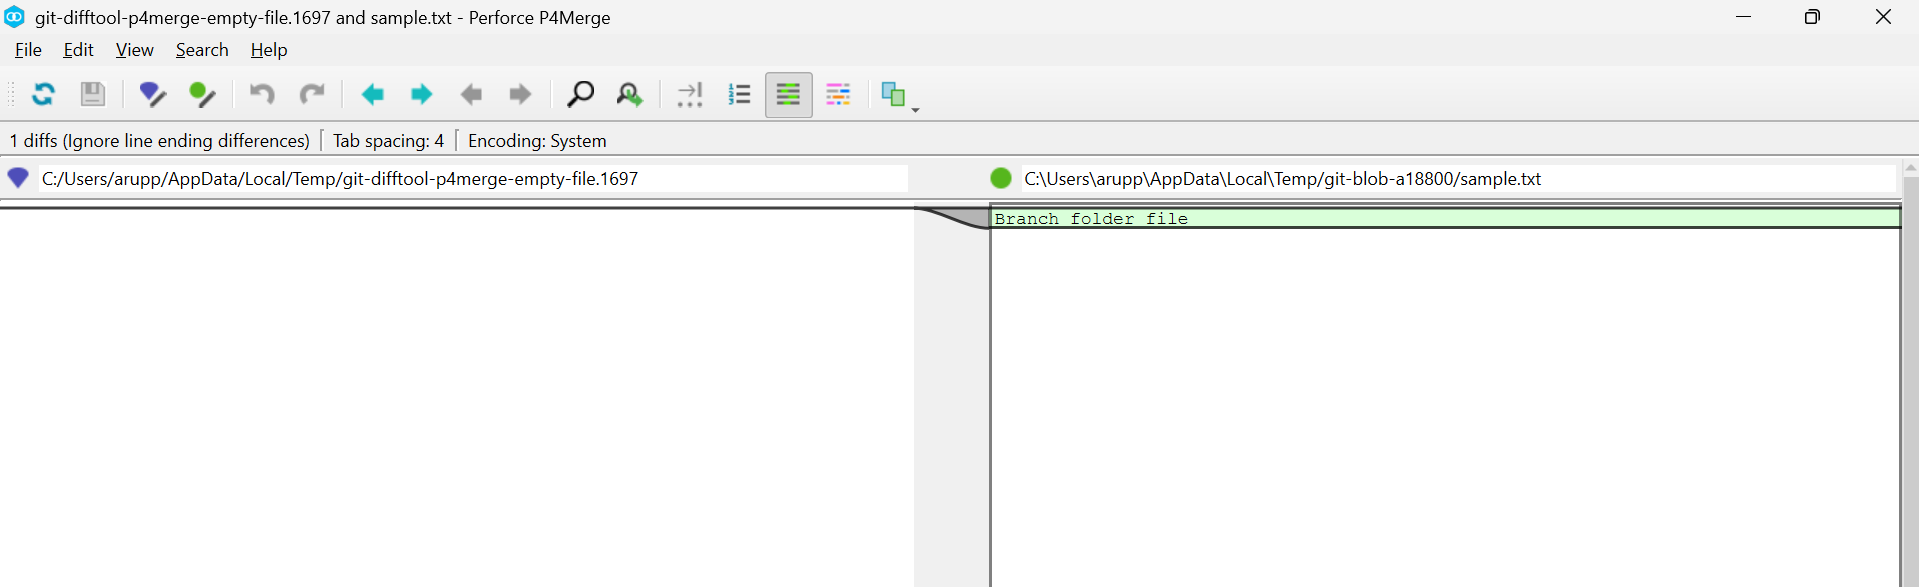 git-difftool-p4merge-empty-file.1697 and sample.txt - Perforce P4Merge
File Edit View Search Help
1 diffs (Ignore line ending differences) Tab spacing: 4 Encoding: System
C:/Users/arupp/AppData/Local/Temp/git-difftool-p4merge-empty-file.1697
C:\Users\arupp\AppData\Local\Temp/git-blob-a18800/sample.txt
Branch folder file